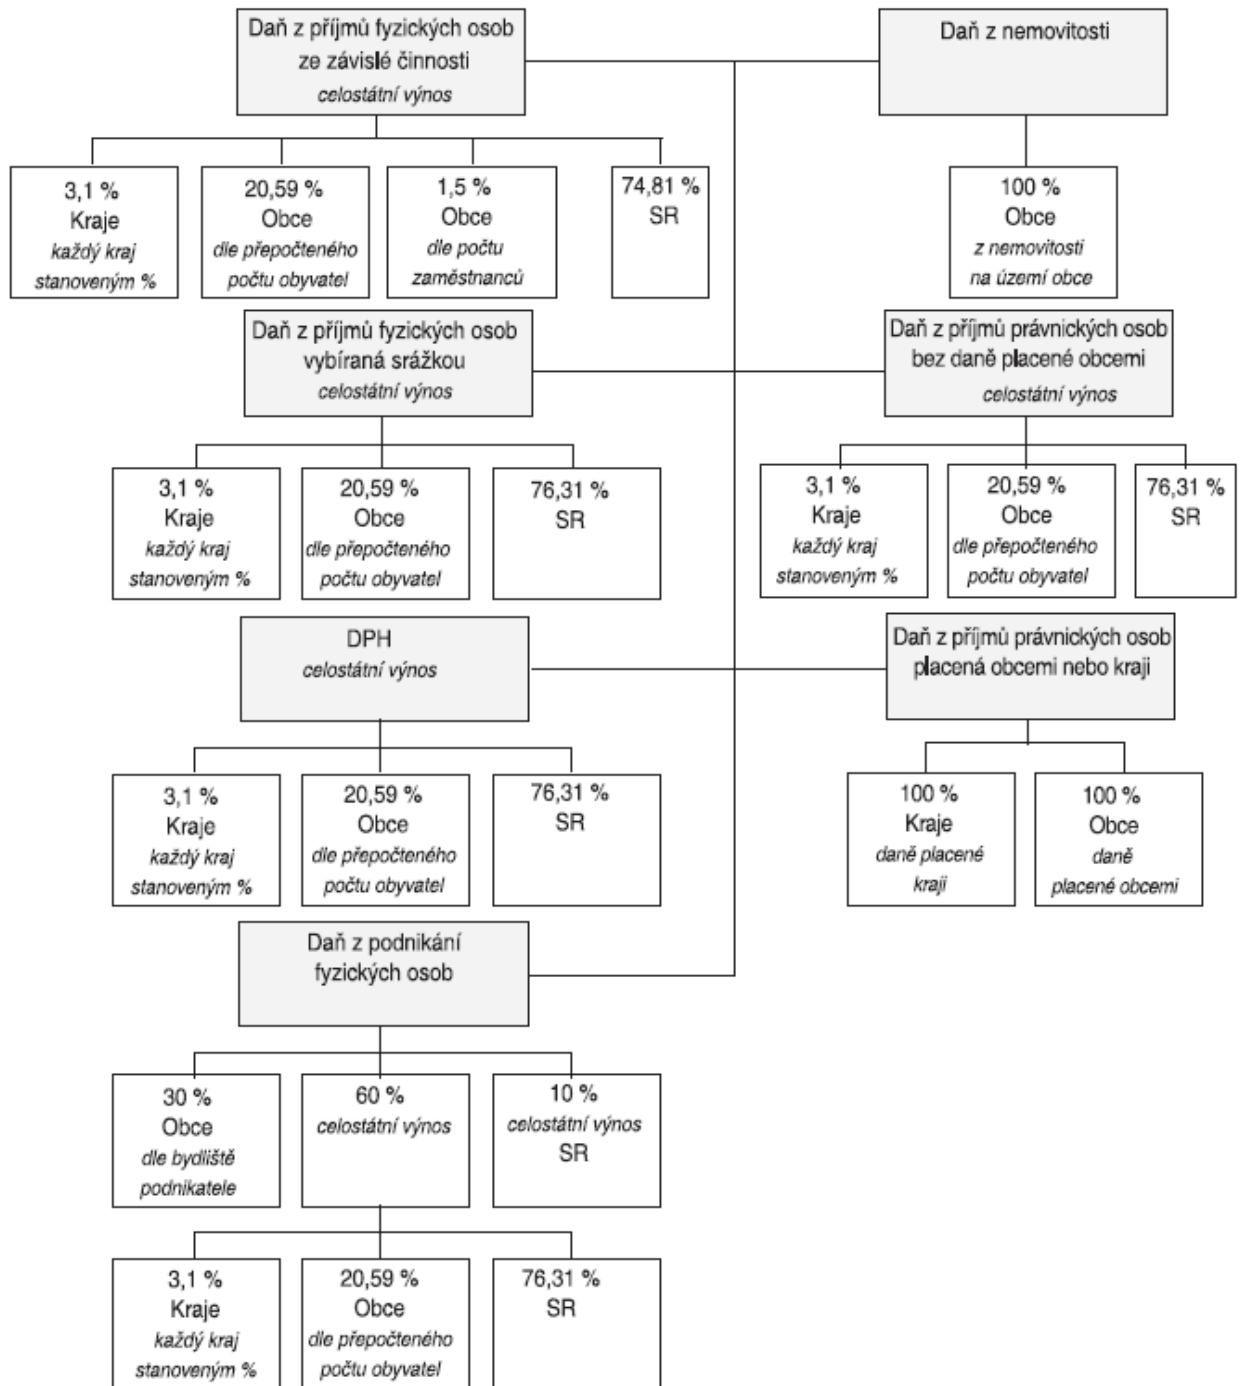 Daň z příjmů fyzických osob
ze závislé činnosti
celostátní výnos
Daň z nemovitosti
3,1 %
Kraje
každý kraj
stanoveným %
20,59 %
Obce
dle přepočteného
počtu obyvatel
1,5 %
Obce
dle počtu
zaměstnanců
74,81 %
SR
100 %
Obce
z nemovitosti
na území obce
Daň z příjmů fyzických osob
vybíraná srážkou
celostátní výnos
Daň z příjmů právnických osob
bez daně placené obcemi
celostátní výnos
3,1 %
Kraje
každý kraj
stanoveným %
20,59 %
Obce
dle přepočteného
počtu obyvatel
76,31 %
SR
3,1 %
Kraje
každý kraj
stanoveným %
20,59 %
Obce
dle přepočteného
počtu obyvatel
76,31 %
SR
DPH
celostátní výnos
Daň z příjmů právnických osob
placená obcemi nebo kraji
3,1 %
Kraje
každý kraj
stanoveným %
20,59 %
Obce
dle přepočteného
počtu obyvatel
76,31 %
SR
100 %
Kraje
daně placené
kraji
100 %
Obce
daně
placené obcemi
Daň z podnikání
fyzických osob
30 %
Obce
dle bydliště
podnikatele
60 %
celostátní výnos
10 %
celostátní výnos
SR
3,1 %
Kraje
každý kraj
stanoveným %
20,59 %
Obce
dle přepočteného
počtu obyvatel
76,31 %
SR